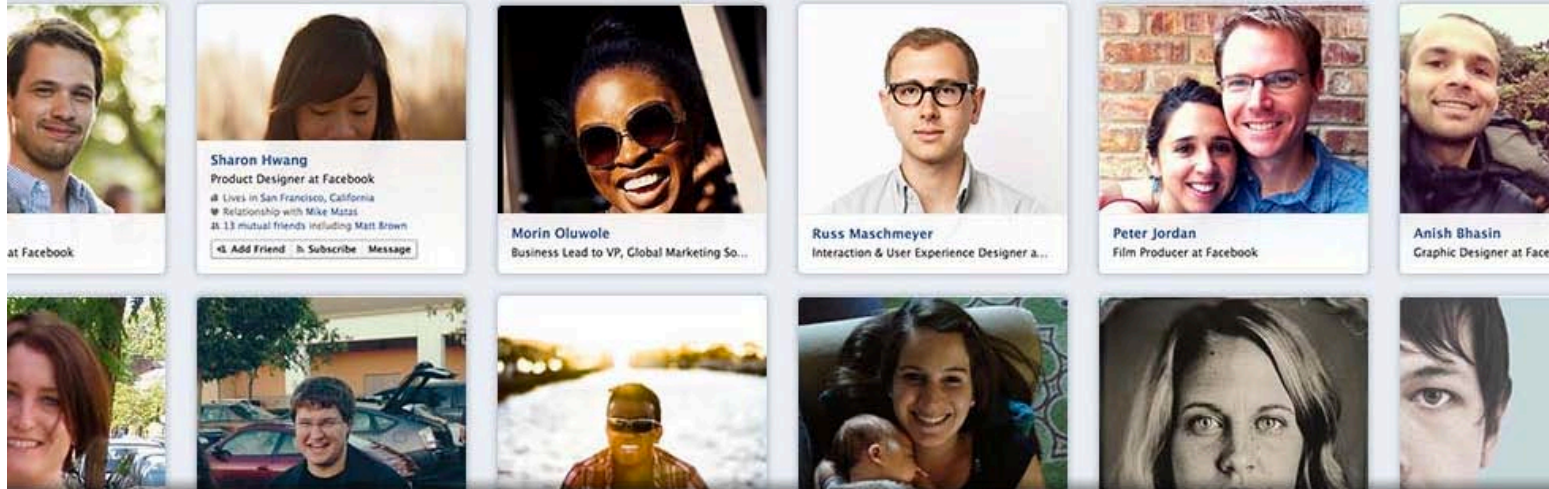 at Facebook
Sharon Hwang
Product Designer at Facebook
Lives in San Francisco, California
Relationship with Mike Matas
13 mutual friends including Matt Brown
Add Friend Subscribe Message
Morin Oluwole
Business Lead to VP, Global Marketing So...
Russ Maschmeyer
Interaction & User Experience Designer a...
Peter Jordan
Film Producer at Facebook
Anish Bhasin
Graphic Designer at Face